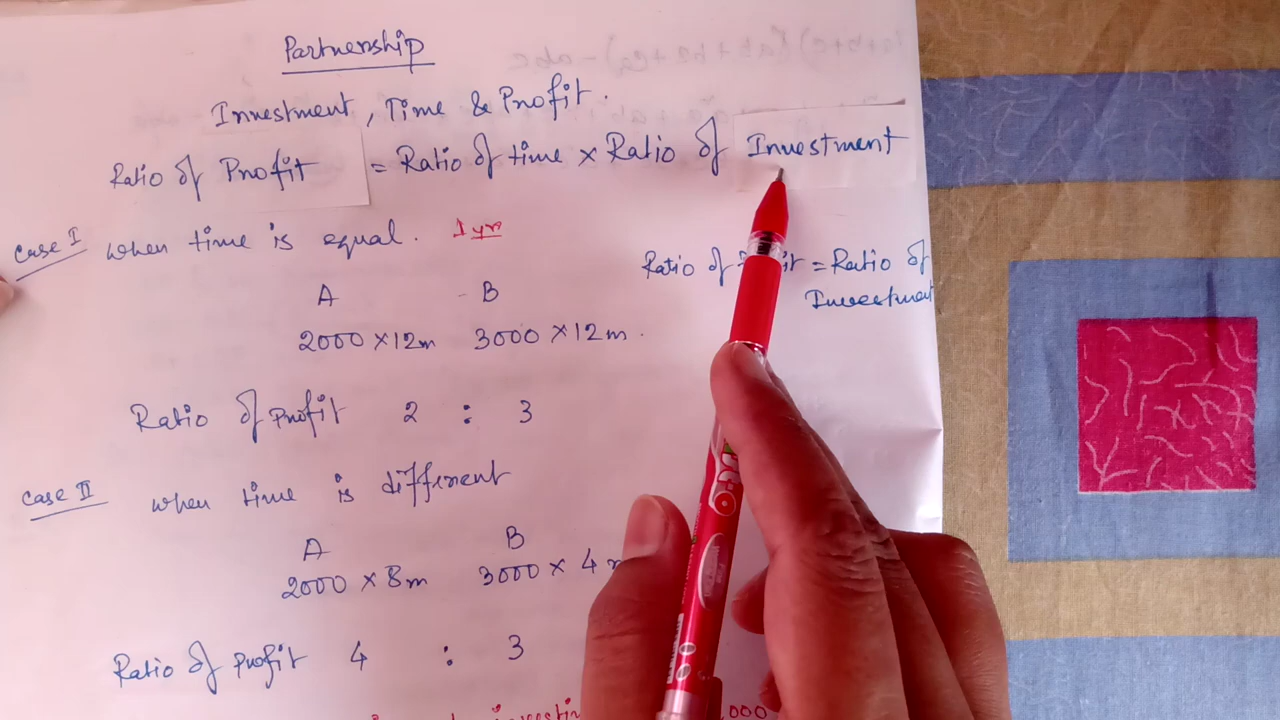 Partnership
Investment, Time & Profit.
Ratio of Profit = Ratio of time × Ratio of Investment
Case I when time is equal. 1 yr
Ratio of = Ratio of
Investment
A B
2000 × 12m 3000 × 12m.
Ratio of Profit 2 : 3
Case II when time is different
A B
2000 × 8m 3000 × 4
Ratio of Profit 4 : 3